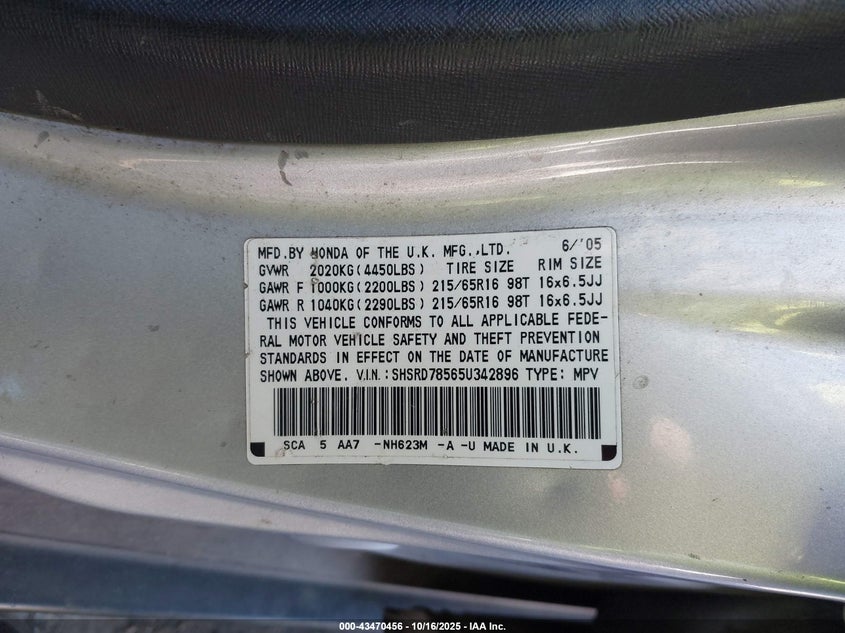 MFD.BY HONDA OF THE U.K. MFG.,LTD. 6/'05
GVWR 2020KG(4450LBS) TIRE SIZE RIM SIZE
GAWR F 1000KG(2200LBS) 215/65R16 98T 16x6.5JJ
GAWR R 1040KG(2290LBS) 215/65R16 98T 16x6.5JJ
THIS VEHICLE CONFORMS TO ALL APPLICABLE FEDE-
RAL MOTOR VEHICLE SAFETY AND THEFT PREVENTION
STANDARDS IN EFFECT ON THE DATE OF MANUFACTURE
SHOWN ABOVE. V.I.N.:SHSRD78565U342896 TYPE: MPV
SCA 5 AA7 -NH623M -A -U MADE IN U.K.
000-43470456 - 10/16/2025 - IAA Inc.